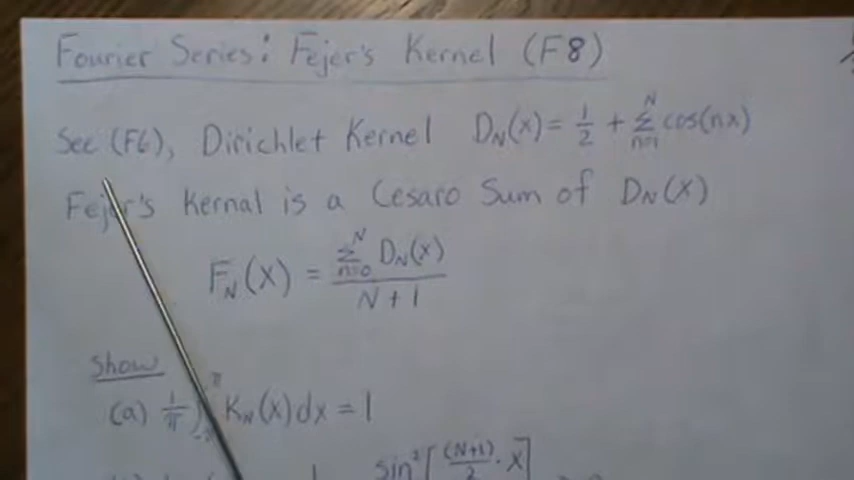 Fourier Series: Fejer's Kernel (F8)
See (F6), Dirichlet Kernel D_N(x) = 1/2 + Σ_{n=1}^{N} cos(nx)
Fejer's Kernal is a Cesaro Sum of D_N(x)
F_N(x) = Σ_{n=0}^{N} D_N(x) / N+1
Show
(a) 1/π ∫_{-π}^{π} K_N(x)dx = 1
sin²[(N+1)/2 · x]